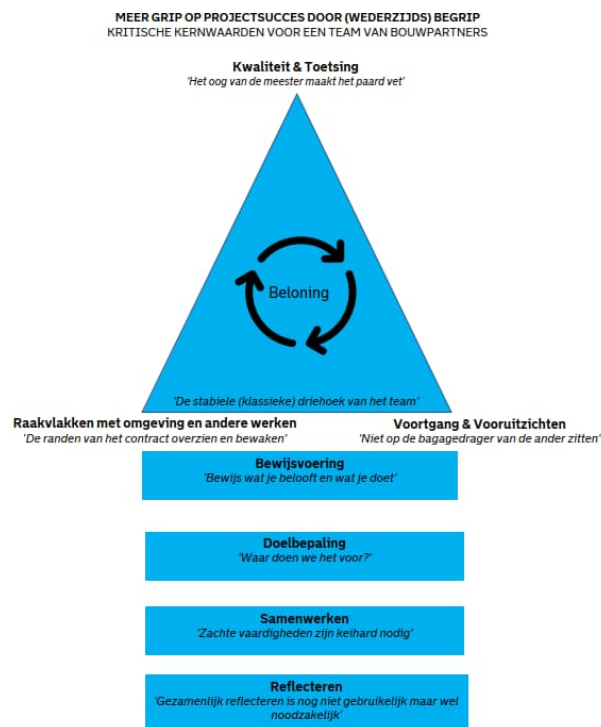 MEER GRIP OP PROJECTSUCCES DOOR (WEDERZIJDS) BEGRIP
KRITISCHE KERNWAARDEN VOOR EEN TEAM VAN BOUWPARTNERS
Kwaliteit & Toetsing
'Het oog van de meester maakt het paard vet'
Beloning
'De stabiele (klassieke) driehoek van het team'
Raakvlakken met omgeving en andere werken
'De randen van het contract overzien en bewaken'
Voortgang & Vooruitzichten
'Niet op de bagagedrager van de ander zitten'
Bewijsvoering
'Bewijs wat je belooft en wat je doet'
Doelbepaling
'Waar doen we het voor?'
Samenwerken
'Zachte vaardigheden zijn keihard nodig'
Reflecteren
'Gezamenlijk reflecteren is nog niet gebruikelijk maar wel
noodzakelijk'